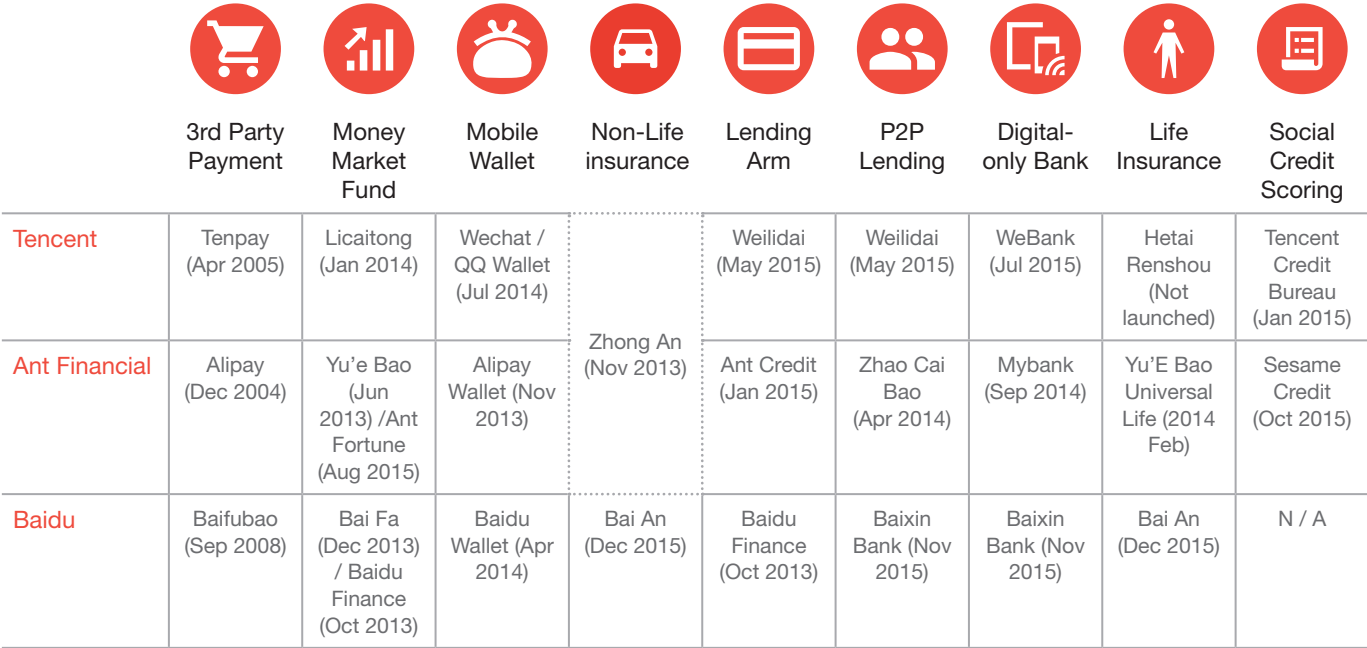 3rd Party
Payment
Money
Market
Fund
Mobile
Wallet
Non-Life
insurance
Lending
Arm
P2P
Lending
Digital-
only Bank
Life
Insurance
Social
Credit
Scoring
Tencent
Tenpay
(Apr 2005)
Licaitong
(Jan 2014)
Wechat /
QQ Wallet
(Jul 2014)
Zhong An
(Nov 2013)
Weilidai
(May 2015)
Weilidai
(May 2015)
WeBank
(Jul 2015)
Hetai
Renshou
(Not
launched)
Tencent
Credit
Bureau
(Jan 2015)
Ant Financial
Alipay
(Dec 2004)
Yu’e Bao
(Jun
2013) /Ant
Fortune
(Aug 2015)
Alipay
Wallet (Nov
2013)
Ant Credit
(Jan 2015)
Zhao Cai
Bao
(Apr 2014)
Mybank
(Sep 2014)
Yu’E Bao
Universal
Life (2014
Feb)
Sesame
Credit
(Oct 2015)
Baidu
Baifubao
(Sep 2008)
Bai Fa
(Dec 2013)
/ Baidu
Finance
(Oct 2013)
Baidu
Wallet (Apr
2014)
Bai An
(Dec 2015)
Baidu
Finance
(Oct 2013)
Baixin
Bank (Nov
2015)
Baixin
Bank (Nov
2015)
Bai An
(Dec 2015)
N / A